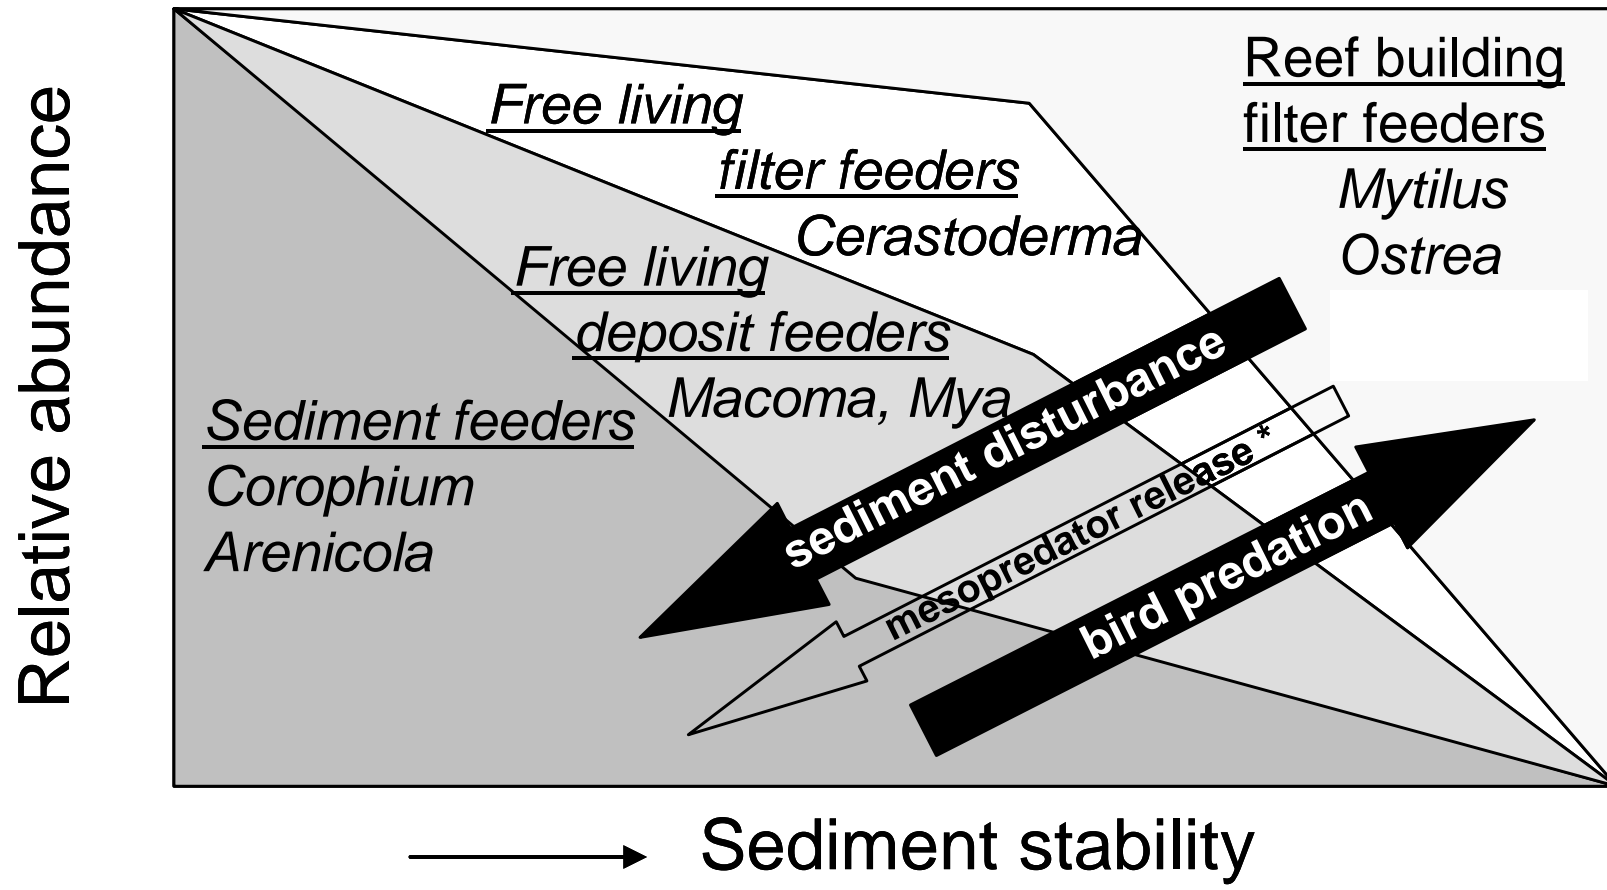 Relative abundance
Free living
filter feeders
Cerastoderma
Reef building
filter feeders
Mytilus
Ostrea
Free living
deposit feeders
Macoma, Mya
Sediment feeders
Corophium
Arenicola
sediment disturbance
mesopredator release *
bird predation
Sediment stability